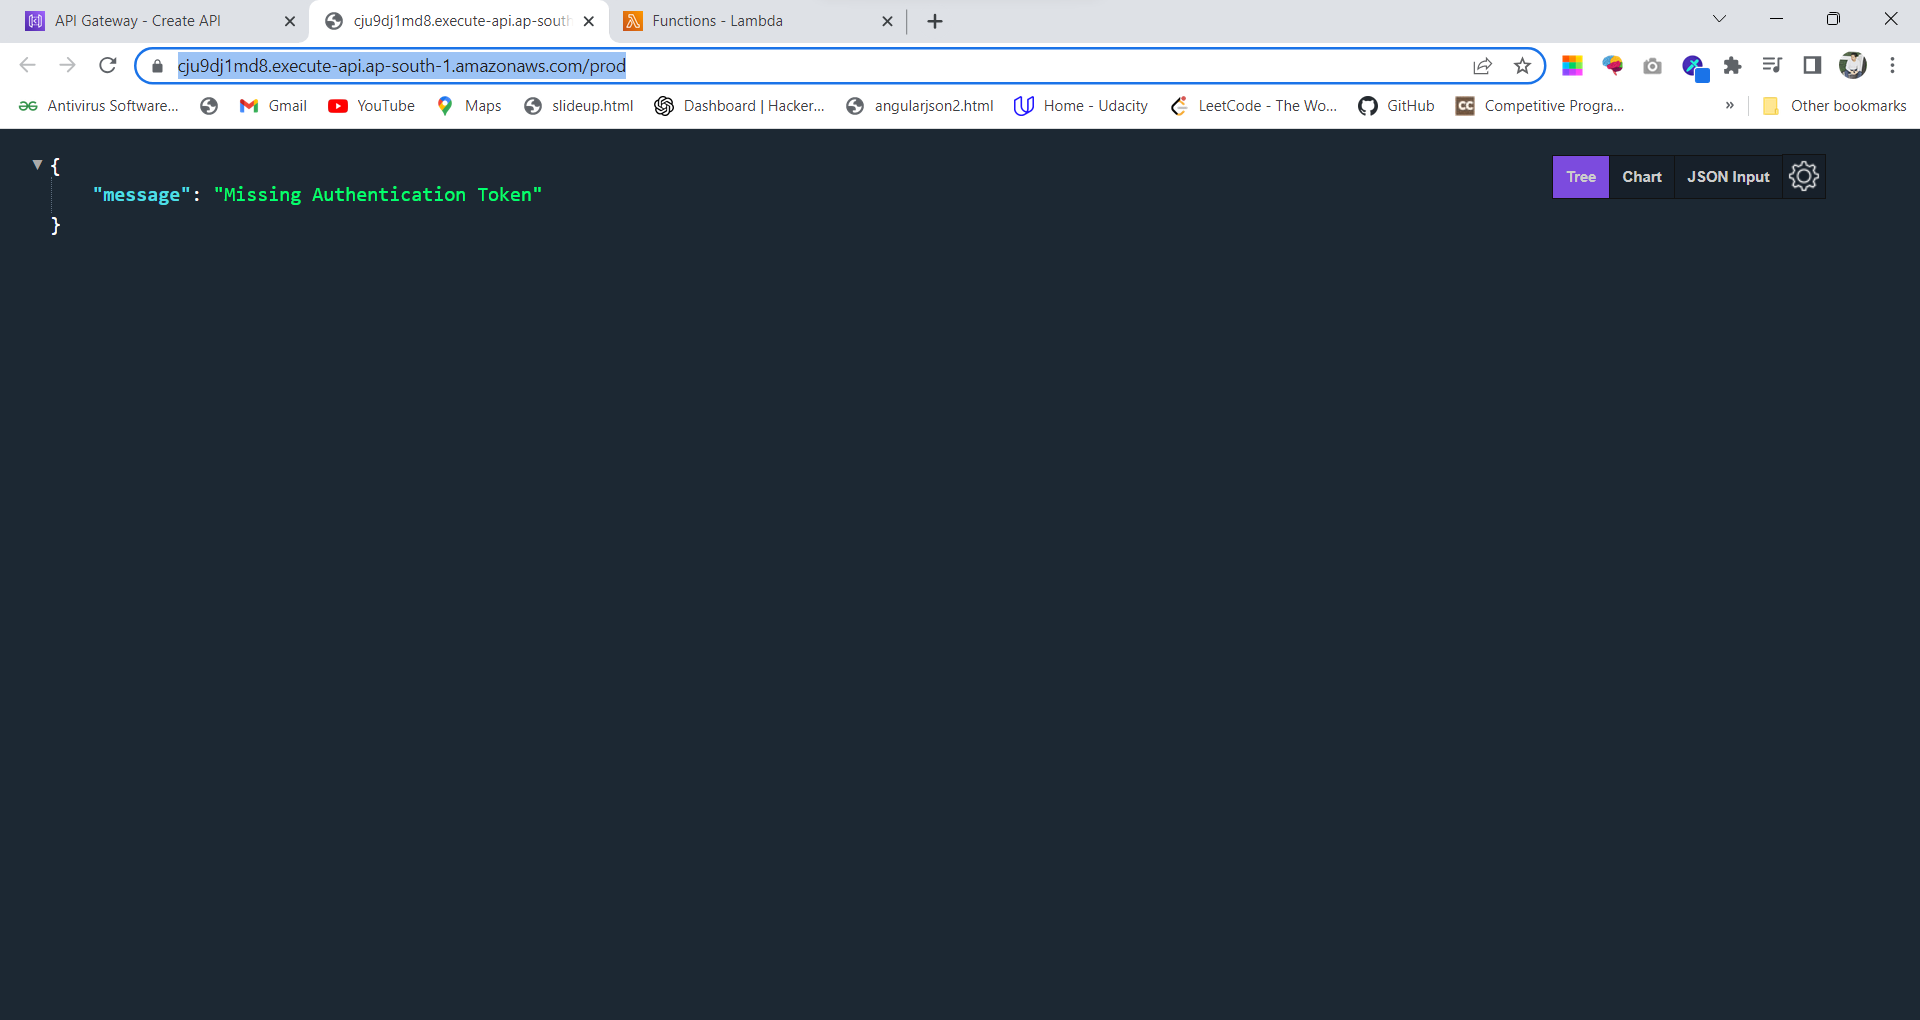 API Gateway - Create API
cju9dj1md8.execute-api.ap-south
Functions - Lambda
cju9dj1md8.execute-api.ap-south-1.amazonaws.com/prod
Antivirus Software... Gmail YouTube Maps slideup.html Dashboard | Hacker... angularjson2.html Home - Udacity LeetCode - The Wo... GitHub CC Competitive Progra... » Other bookmarks
{
"message": "Missing Authentication Token"
}
Tree Chart JSON Input